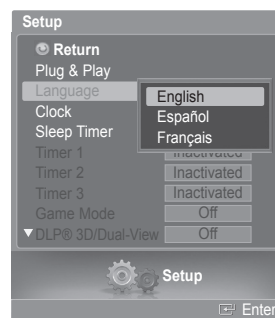 Setup
Return
Plug & Play
Language
English
Español
Français
Clock
Sleep Timer
Timer 1 Inactivated
Timer 2 Inactivated
Timer 3 Inactivated
Game Mode Off
DLP® 3D/Dual-View Off
Setup
Enter